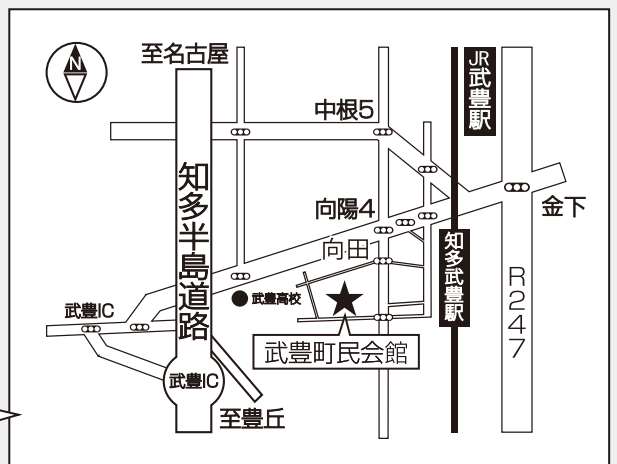 N
至名古屋
JR武豊駅
中根5
知多半島道路
向陽4
金下
向田
知多武豊駅
R247
武豊高校
武豊IC
武豊町民会館
武豊IC
至豊丘